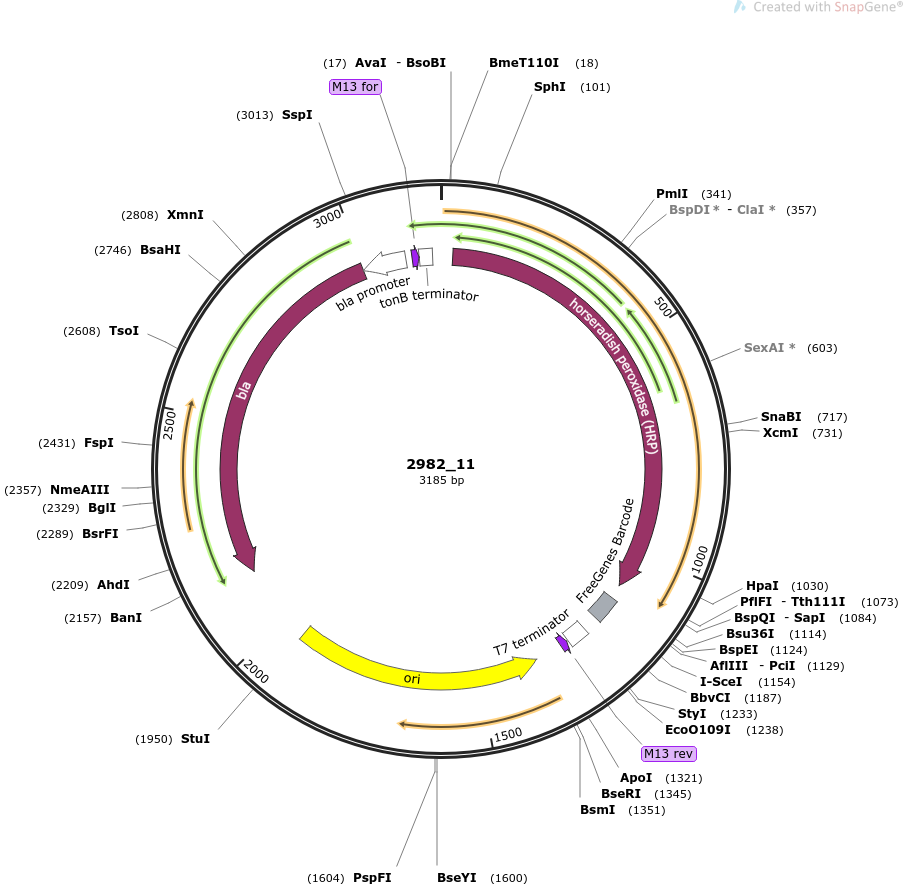 Created with SnapGene®
(17) AvaI - BsoBI
BmeT110I (18)
M13 for
SphI (101)
(3013) SspI
PmlI (341)
BspDI * - ClaI * (357)
(2808) XmnI
(2746) BsaHI
3000
500
bla promoter
tonB terminator
horseradish peroxidase (HRP)
(2608) TsoI
SexAI * (603)
bla
2500
SnaBI (717)
XcmI (731)
(2431) FspI
2982_11
3185 bp
(2357) NmeAIII
(2329) BglI
(2289) BsrFI
FreeGenes Barcode
1000
(2209) AhdI
HpaI (1030)
PflFI - Tth111I (1073)
(2157) BanI
BspQI - SapI (1084)
T7 terminator
Bsu36I (1114)
BspEI (1124)
AflIII - PciI (1129)
2000
ori
I-SceI (1154)
BbvCI (1187)
StyI (1233)
EcoO109I (1238)
(1950) StuI
1500
M13 rev
ApoI (1321)
BseRI (1345)
BsmI (1351)
(1604) PspFI
BseYI (1600)